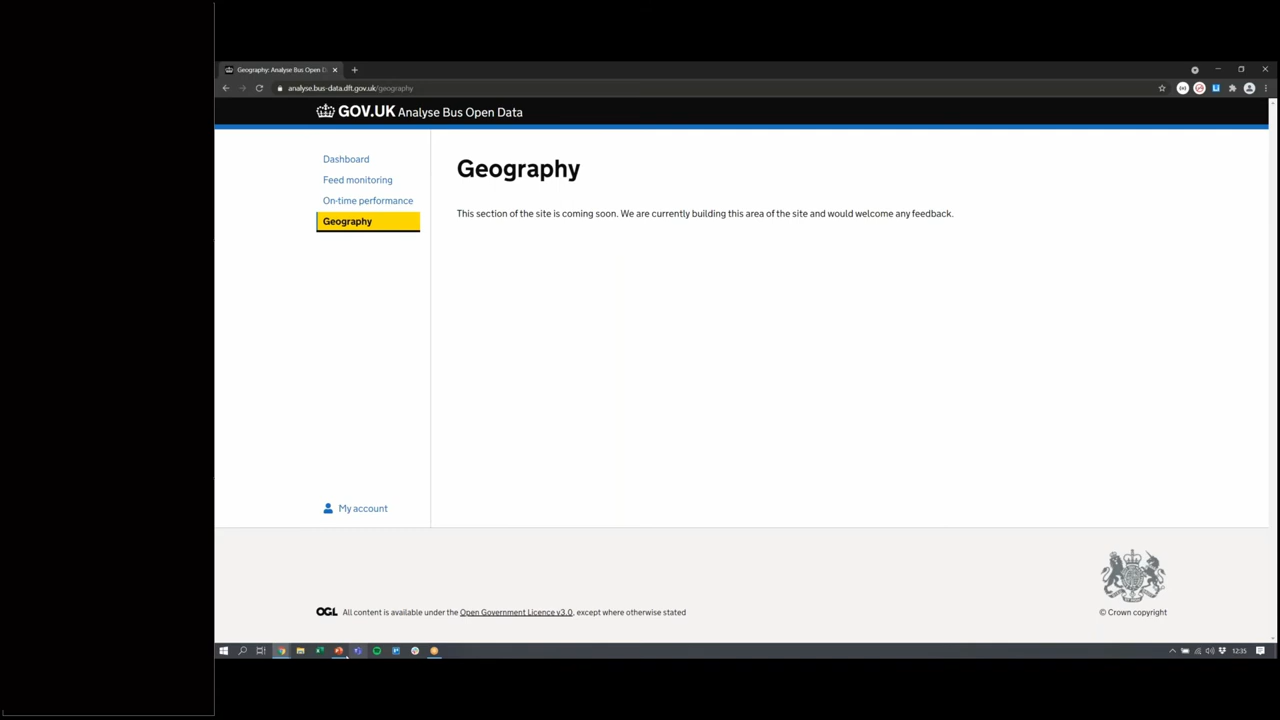 Geography: Analyse Bus Open D
analyse.bus-data.dft.gov.uk/geography
GOV.UK Analyse Bus Open Data
Dashboard
Feed monitoring
On-time performance
Geography
Geography
This section of the site is coming soon. We are currently building this area of the site and would welcome any feedback.
My account
OGL All content is available under the Open Government Licence v3.0, except where otherwise stated
© Crown copyright
12:35